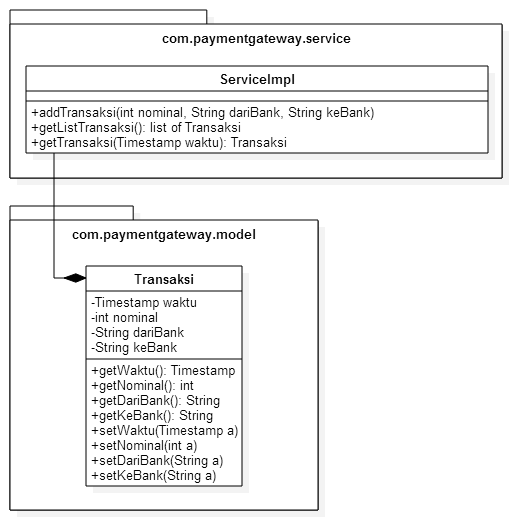 com.paymentgateway.service
ServiceImpl
+addTransaksi(int nominal, String dariBank, String keBank)
+getListTransaksi(): list of Transaksi
+getTransaksi(Timestamp waktu): Transaksi
com.paymentgateway.model
Transaksi
-Timestamp waktu
-int nominal
-String dariBank
-String keBank
+getWaktu(): Timestamp
+getNominal(): int
+getDariBank(): String
+getKeBank(): String
+setWaktu(Timestamp a)
+setNominal(int a)
+setDariBank(String a)
+setKeBank(String a)